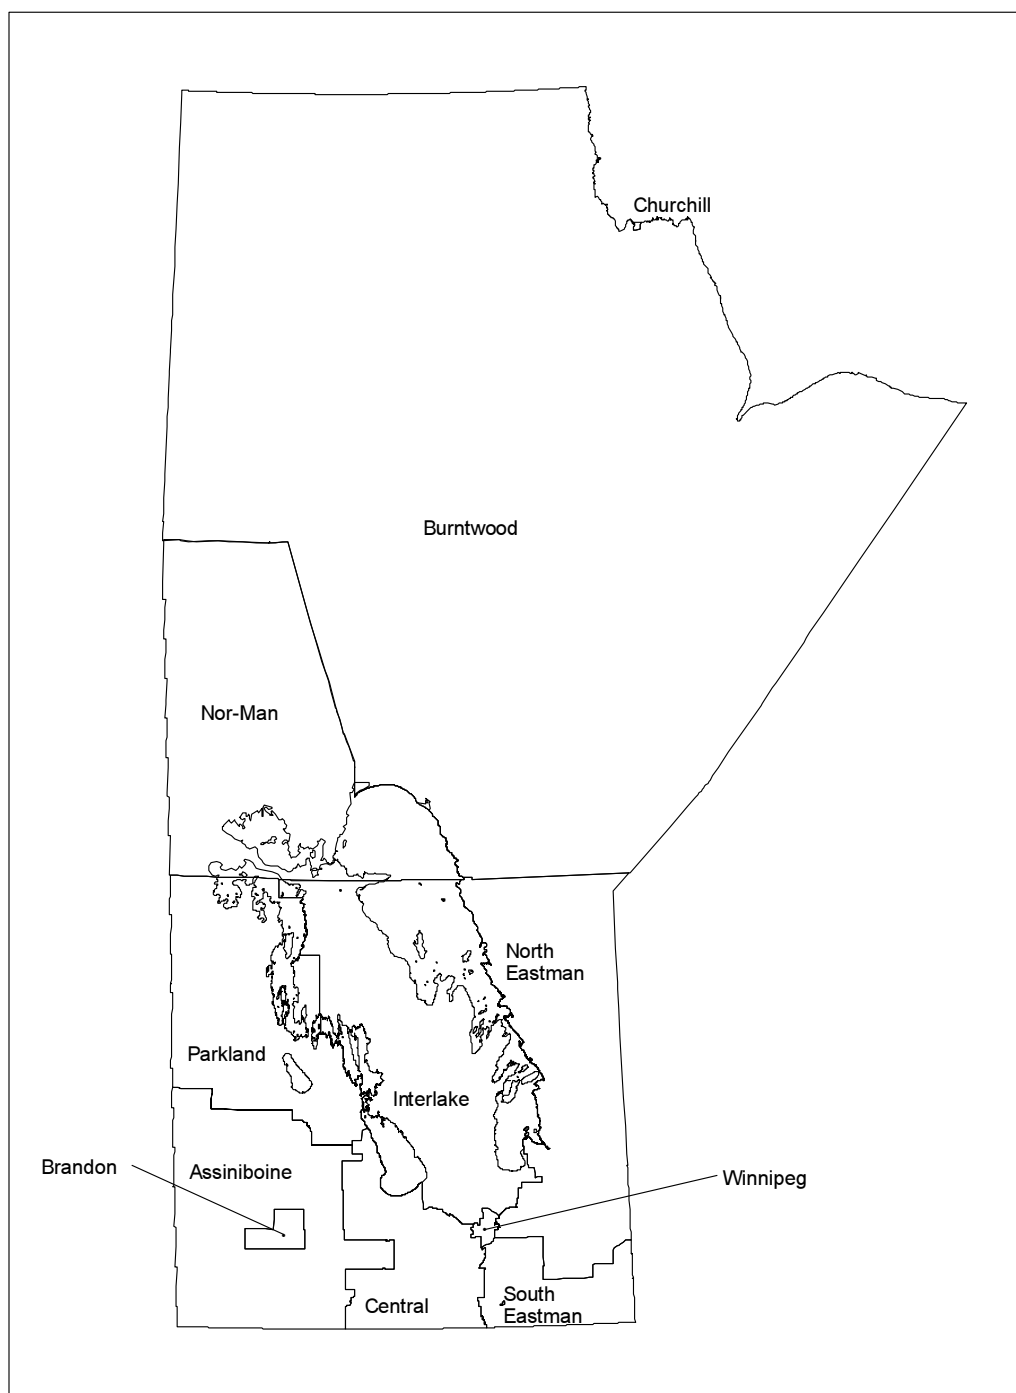 Churchill
Burntwood
Nor-Man
North
Eastman
Parkland
Interlake
Brandon
Assiniboine
Winnipeg
Central
South
Eastman